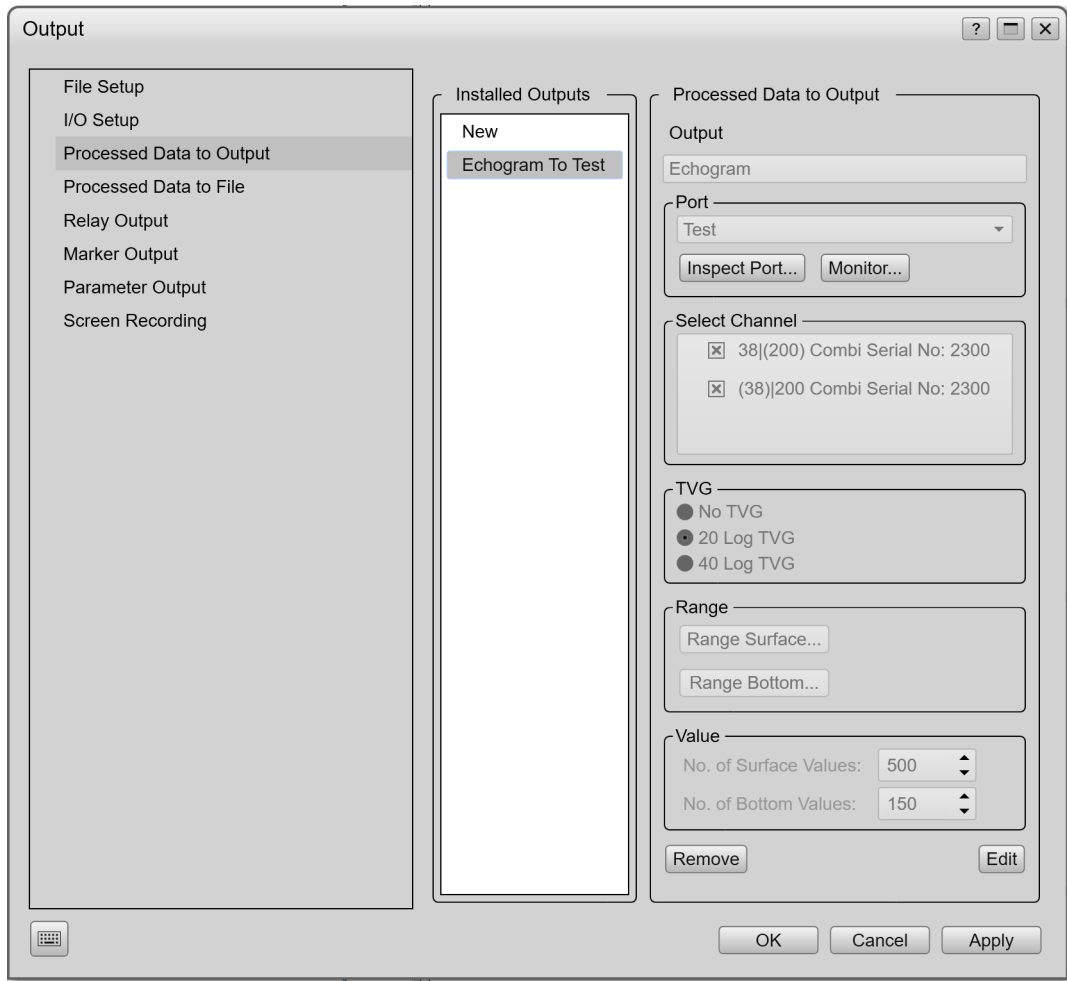 Output
?
File Setup
I/O Setup
Processed Data to Output
Processed Data to File
Relay Output
Marker Output
Parameter Output
Screen Recording
Installed Outputs
New
Echogram To Test
Processed Data to Output
Output
Echogram
Port
Test
Inspect Port... Monitor...
Select Channel
38|(200) Combi Serial No: 2300
(38)|200 Combi Serial No: 2300
TVG
No TVG
20 Log TVG
40 Log TVG
Range
Range Surface...
Range Bottom...
Value
No. of Surface Values: 500
No. of Bottom Values: 150
Remove Edit
OK Cancel Apply